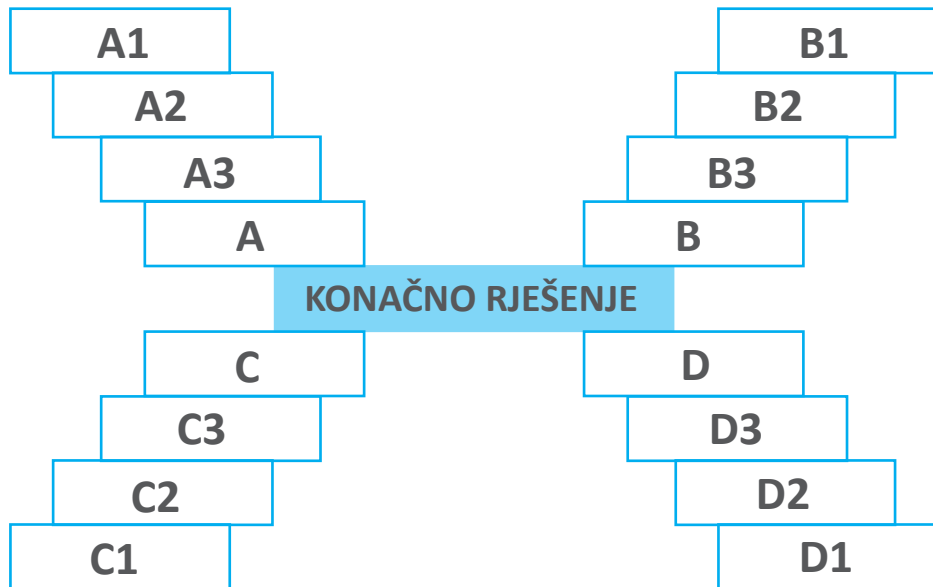 A1 B1
A2 B2
A3 B3
A B
KONAČNO RJEŠENJE
C D
C3 D3
C2 D2
C1 D1